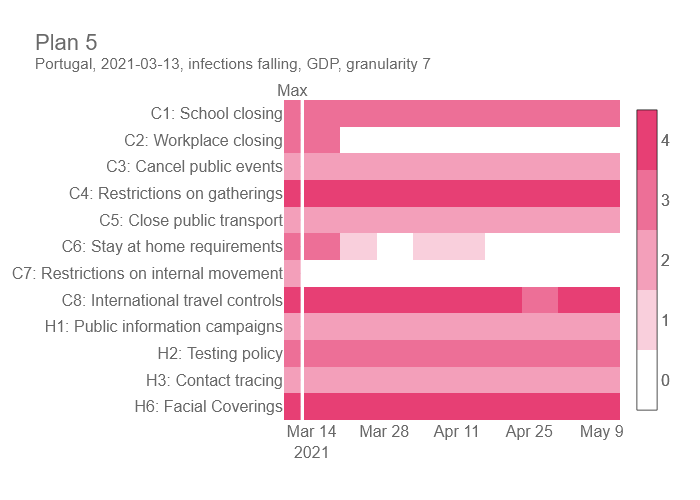 Plan 5
Portugal, 2021-03-13, infections falling, GDP, granularity 7
Max
C1: School closing
C2: Workplace closing
C3: Cancel public events
C4: Restrictions on gatherings
C5: Close public transport
C6: Stay at home requirements
C7: Restrictions on internal movement
C8: International travel controls
H1: Public information campaigns
H2: Testing policy
H3: Contact tracing
H6: Facial Coverings
Mar 14 Mar 28 Apr 11 Apr 25 May 9
2021
4
3
2
1
0